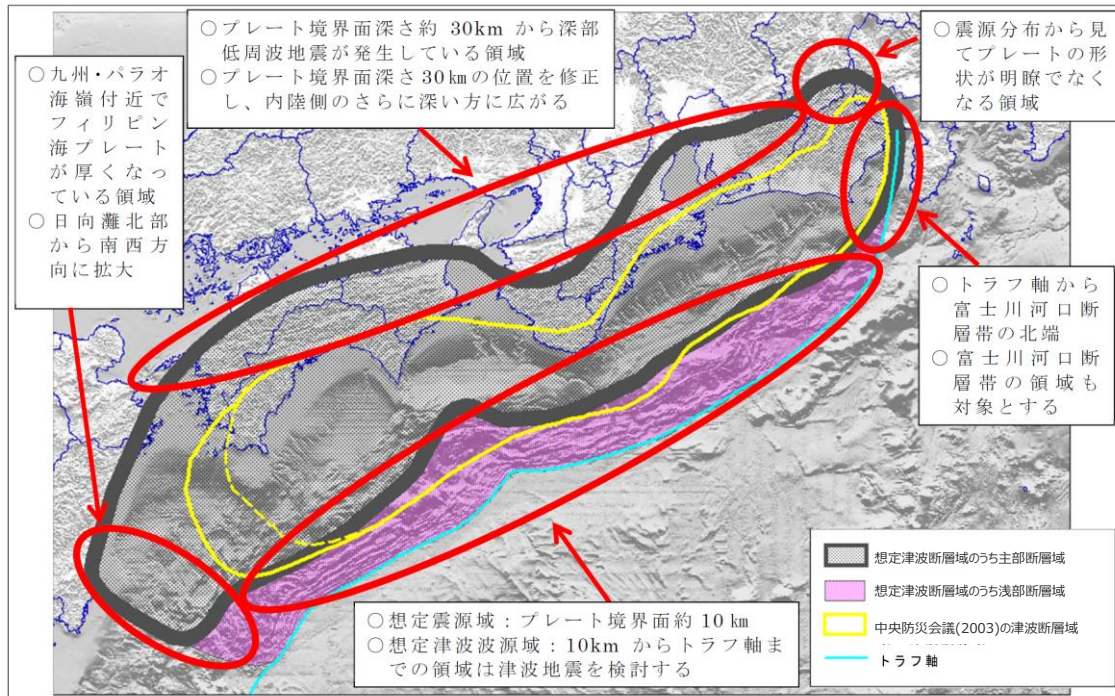 ○プレート境界面深さ約 30km から深部
低周波地震が発生している領域
○プレート境界面深さ30㎞の位置を修正
し、内陸側のさらに深い方に広がる
○震源分布から見
てプレートの形
状が明瞭でなく
なる領域
○九州・パラオ
海嶺付近で
フィリピン
海プレート
が厚くなっ
ている領域
○日向灘北部
から南西方
向に拡大
○トラフ軸から
富士川河口断
層帯の北端
○富士川河口断
層帯の領域も
対象とする
○想定震源域：プレート境界面約 10 ㎞
○想定津波波源域：10km からトラフ軸ま
での領域は津波地震を検討する
想定津波断層域のうち主部断層域
想定津波断層域のうち浅部断層域
中央防災会議(2003)の津波断層域
トラフ軸